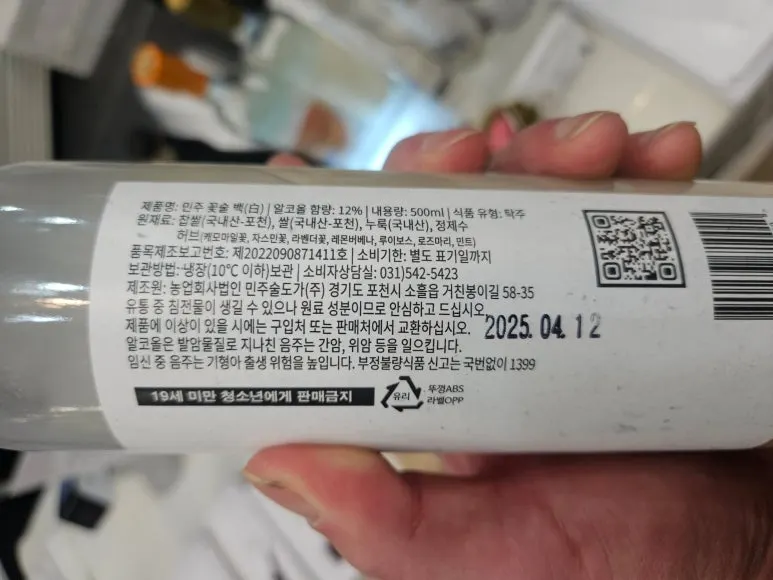 제품명: 민주 꽃술 백(白) | 알코올 함량: 12% | 내용량: 500ml | 식품 유형: 탁주
원재료: 찹쌀(국내산-포천), 쌀(국내산-포천), 누룩(국내산), 정제수
허브(케모마일꽃, 자스민꽃, 라벤더꽃, 레몬버베나, 루이보스, 로즈마리, 민트)
품목제조보고번호: 제2022090871411호 | 소비기한: 별도 표기일까지
보관방법: 냉장(10℃ 이하)보관 | 소비자상담실: 031)542-5423
제조원: 농업회사법인 민주술도가(주) 경기도 포천시 소흘읍 거친봉이길 58-35
유통 중 침전물이 생길 수 있으나 원료 성분이므로 안심하고 드십시오.
제품에 이상이 있을 시에는 구입처 또는 판매처에서 교환하십시오.
2025.04.12
알코올은 발암물질로 지나친 음주는 간암, 위암 등을 일으킵니다.
임신 중 음주는 기형아 출생 위험을 높입니다. 부정불량식품 신고는 국번없이 1399
19세 미만 청소년에게 판매금지
유리
뚜껑ABS
라벨OPP